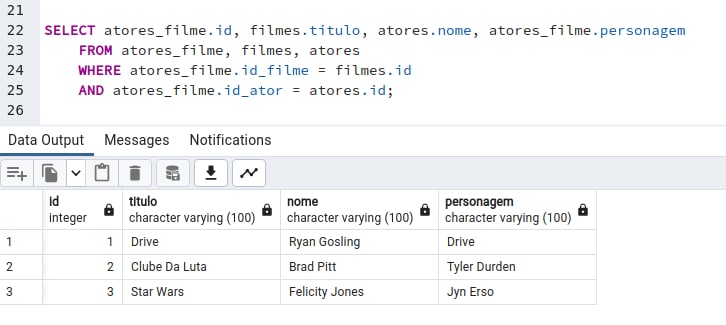 21
22 SELECT atores_filme.id, filmes.titulo, atores.nome, atores_filme.personagem
23 FROM atores_filme, filmes, atores
24 WHERE atores_filme.id_filme = filmes.id
25 AND atores_filme.id_ator = atores.id;
26
Data Output Messages Notifications
id titulo nome personagem
integer character varying (100) character varying (100) character varying (100)
1 1 Drive Ryan Gosling Drive
2 2 Clube Da Luta Brad Pitt Tyler Durden
3 3 Star Wars Felicity Jones Jyn Erso